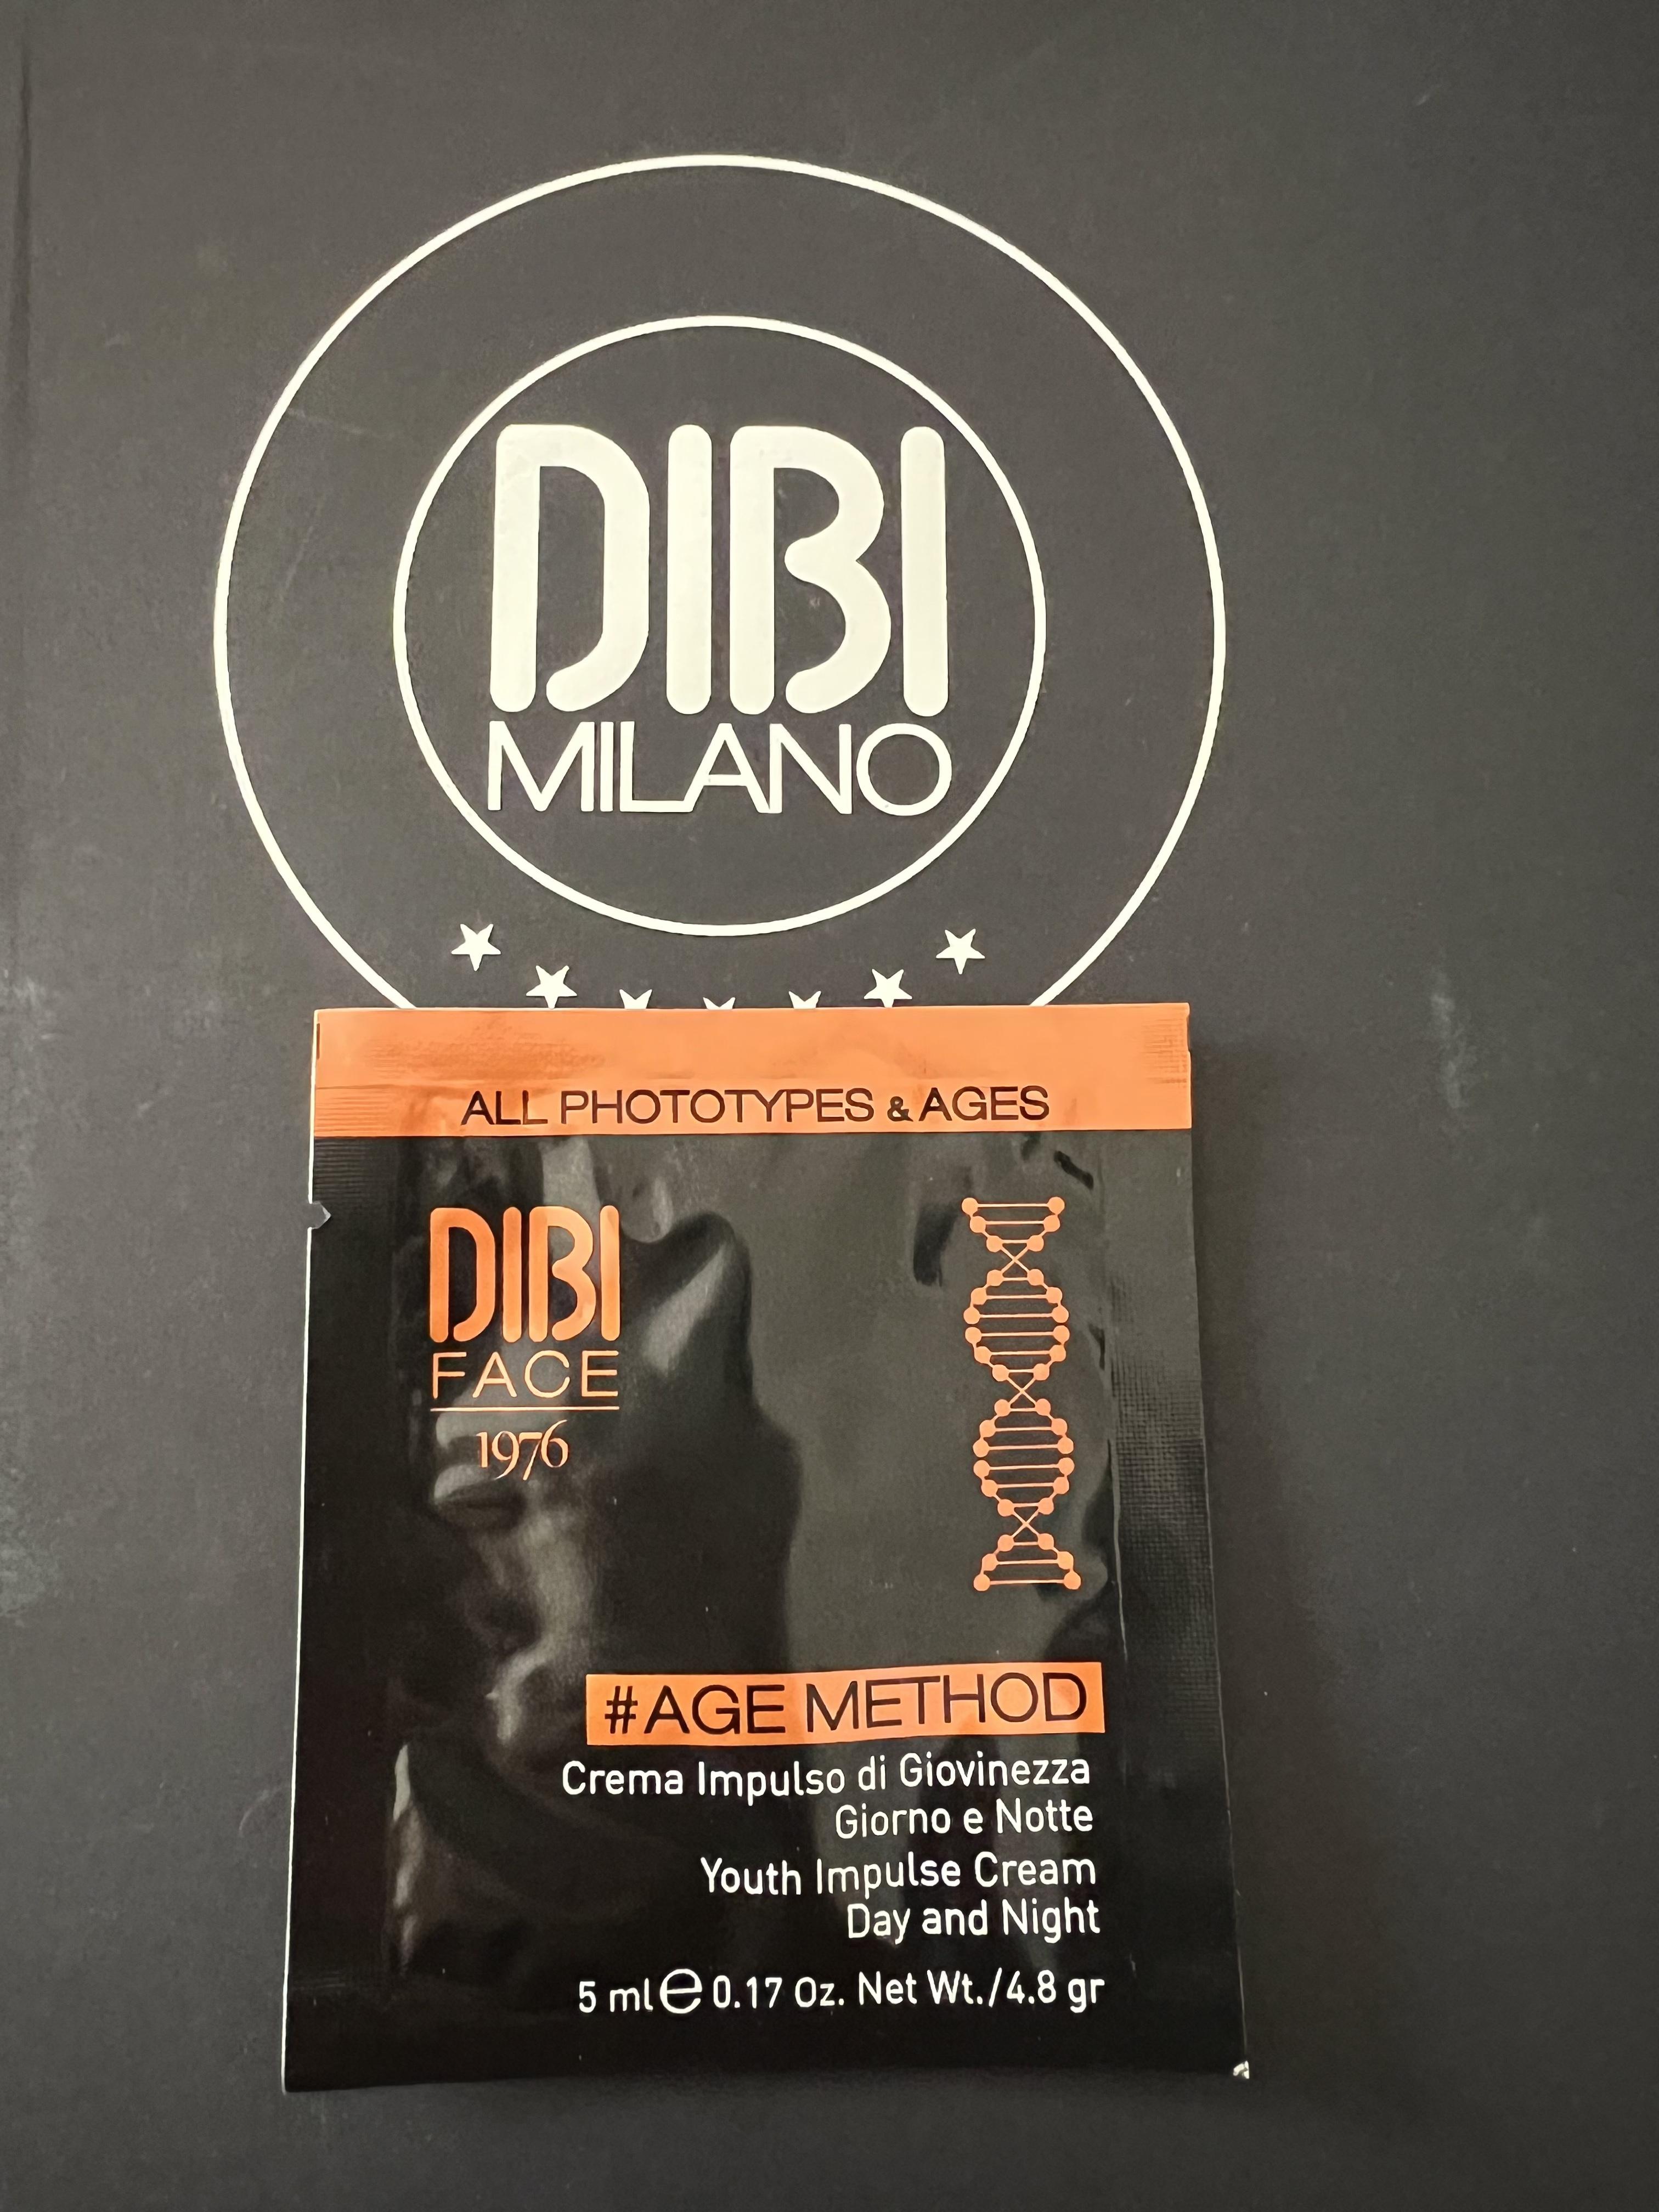 DIBI
MILANO
ALL PHOTOTYPES & AGES
DIBI
FACE
1976
#AGE METHOD
Crema Impulso di Giovinezza
Giorno e Notte
Youth Impulse Cream
Day and Night
5 ml ℮ 0.17 Oz. Net Wt./4.8 gr